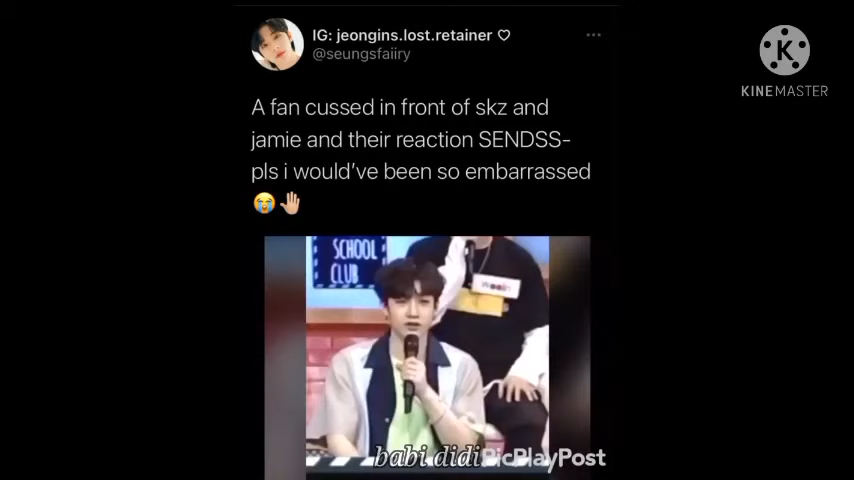 IG: jeongins.lost.retainer ♡
@seungsfaiiry
K
KINEMASTER
A fan cussed in front of skz and
jamie and their reaction SENDSS-
pls i would've been so embarrassed
😭✋🏼
SCHOOL
CLUB
Woojin
babi didi
PicPlayPost